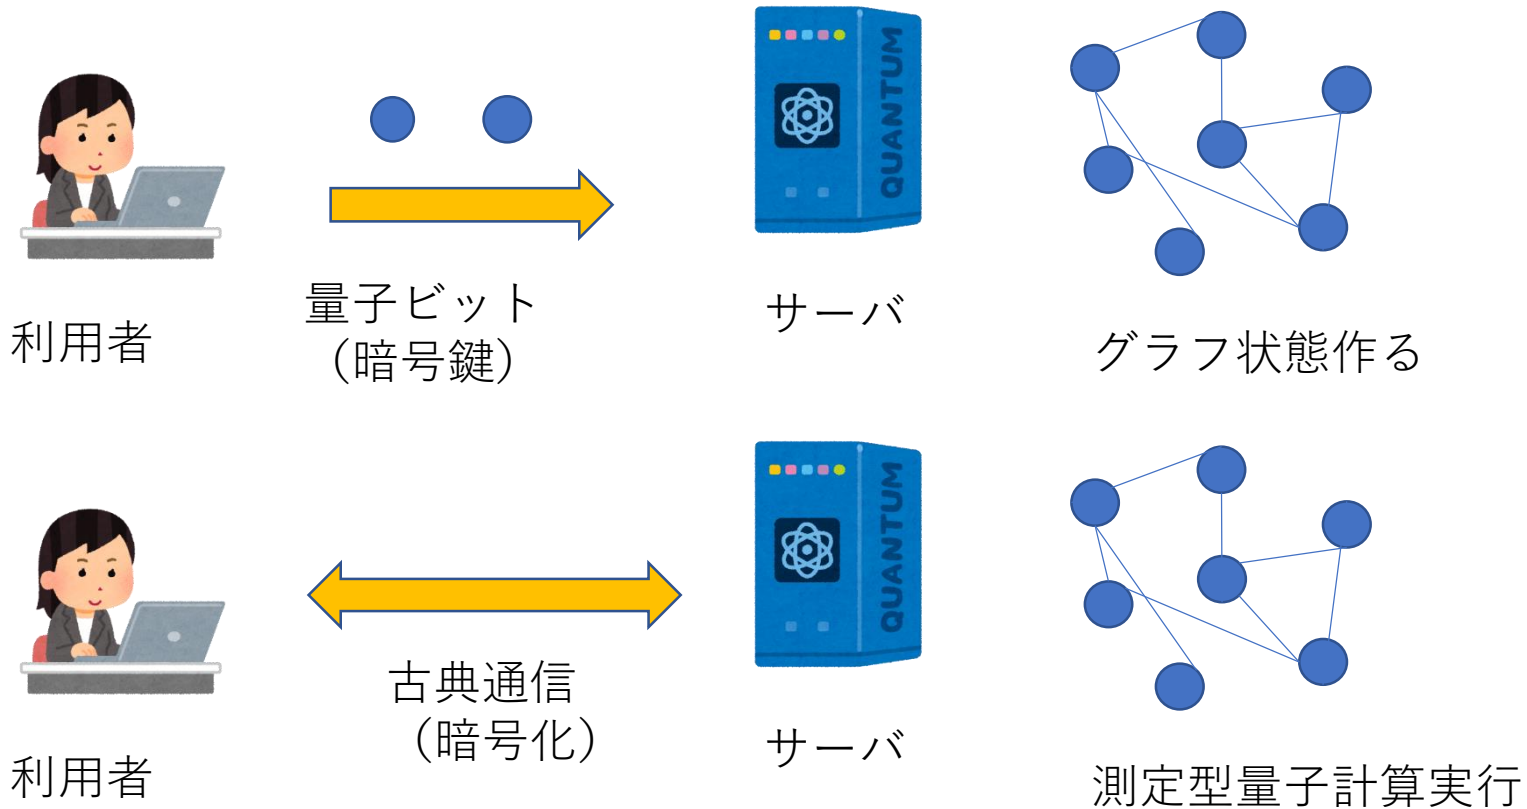 QUANTUM
利用者
量子ビット
（暗号鍵）
サーバ
グラフ状態作る
QUANTUM
利用者
古典通信
（暗号化）
サーバ
測定型量子計算実行